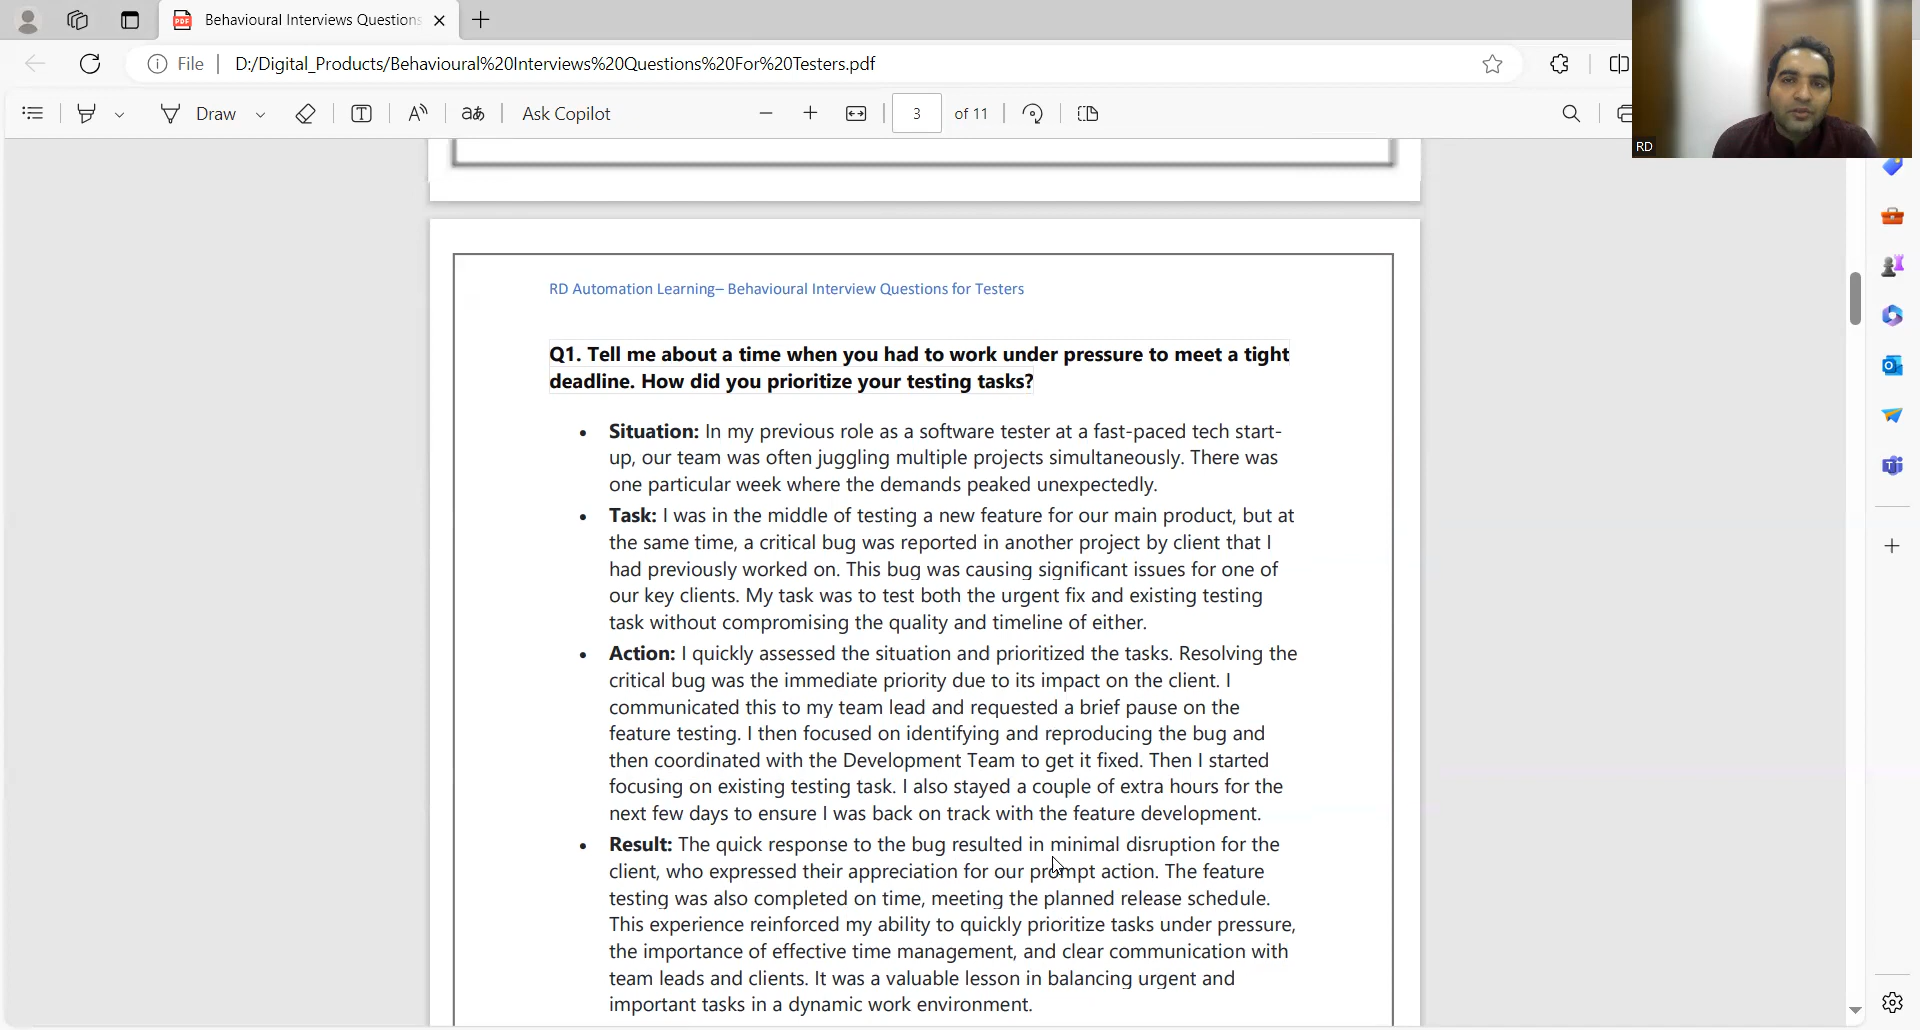 Behavioural Interviews Questions
File
D:/Digital_Products/Behavioural%20Interviews%20Questions%20For%20Testers.pdf
Draw
aあ
Ask Copilot
3
of 11
RD
RD Automation Learning– Behavioural Interview Questions for Testers
Q1. Tell me about a time when you had to work under pressure to meet a tight
deadline. How did you prioritize your testing tasks?
• Situation: In my previous role as a software tester at a fast-paced tech start-
up, our team was often juggling multiple projects simultaneously. There was
one particular week where the demands peaked unexpectedly.
• Task: I was in the middle of testing a new feature for our main product, but at
the same time, a critical bug was reported in another project by client that I
had previously worked on. This bug was causing significant issues for one of
our key clients. My task was to test both the urgent fix and existing testing
task without compromising the quality and timeline of either.
• Action: I quickly assessed the situation and prioritized the tasks. Resolving the
critical bug was the immediate priority due to its impact on the client. I
communicated this to my team lead and requested a brief pause on the
feature testing. I then focused on identifying and reproducing the bug and
then coordinated with the Development Team to get it fixed. Then I started
focusing on existing testing task. I also stayed a couple of extra hours for the
next few days to ensure I was back on track with the feature development.
• Result: The quick response to the bug resulted in minimal disruption for the
client, who expressed their appreciation for our prompt action. The feature
testing was also completed on time, meeting the planned release schedule.
This experience reinforced my ability to quickly prioritize tasks under pressure,
the importance of effective time management, and clear communication with
team leads and clients. It was a valuable lesson in balancing urgent and
important tasks in a dynamic work environment.